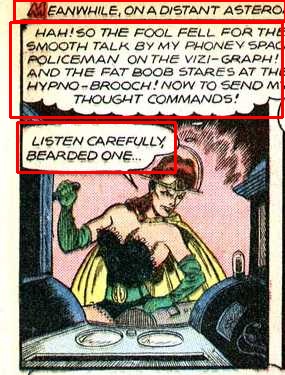 MEANWHILE, ON A DISTANT ASTERO
HAH! SO THE FOOL FELL FOR THE
SMOOTH TALK BY MY PHONEY SPAC
POLICEMAN ON THE VIZI-GRAPH!
AND THE FAT BOOB STARES AT THE
HYPNO-BROOCH! NOW TO SEND M
THOUGHT COMMANDS!
LISTEN CAREFULLY,
BEARDED ONE...